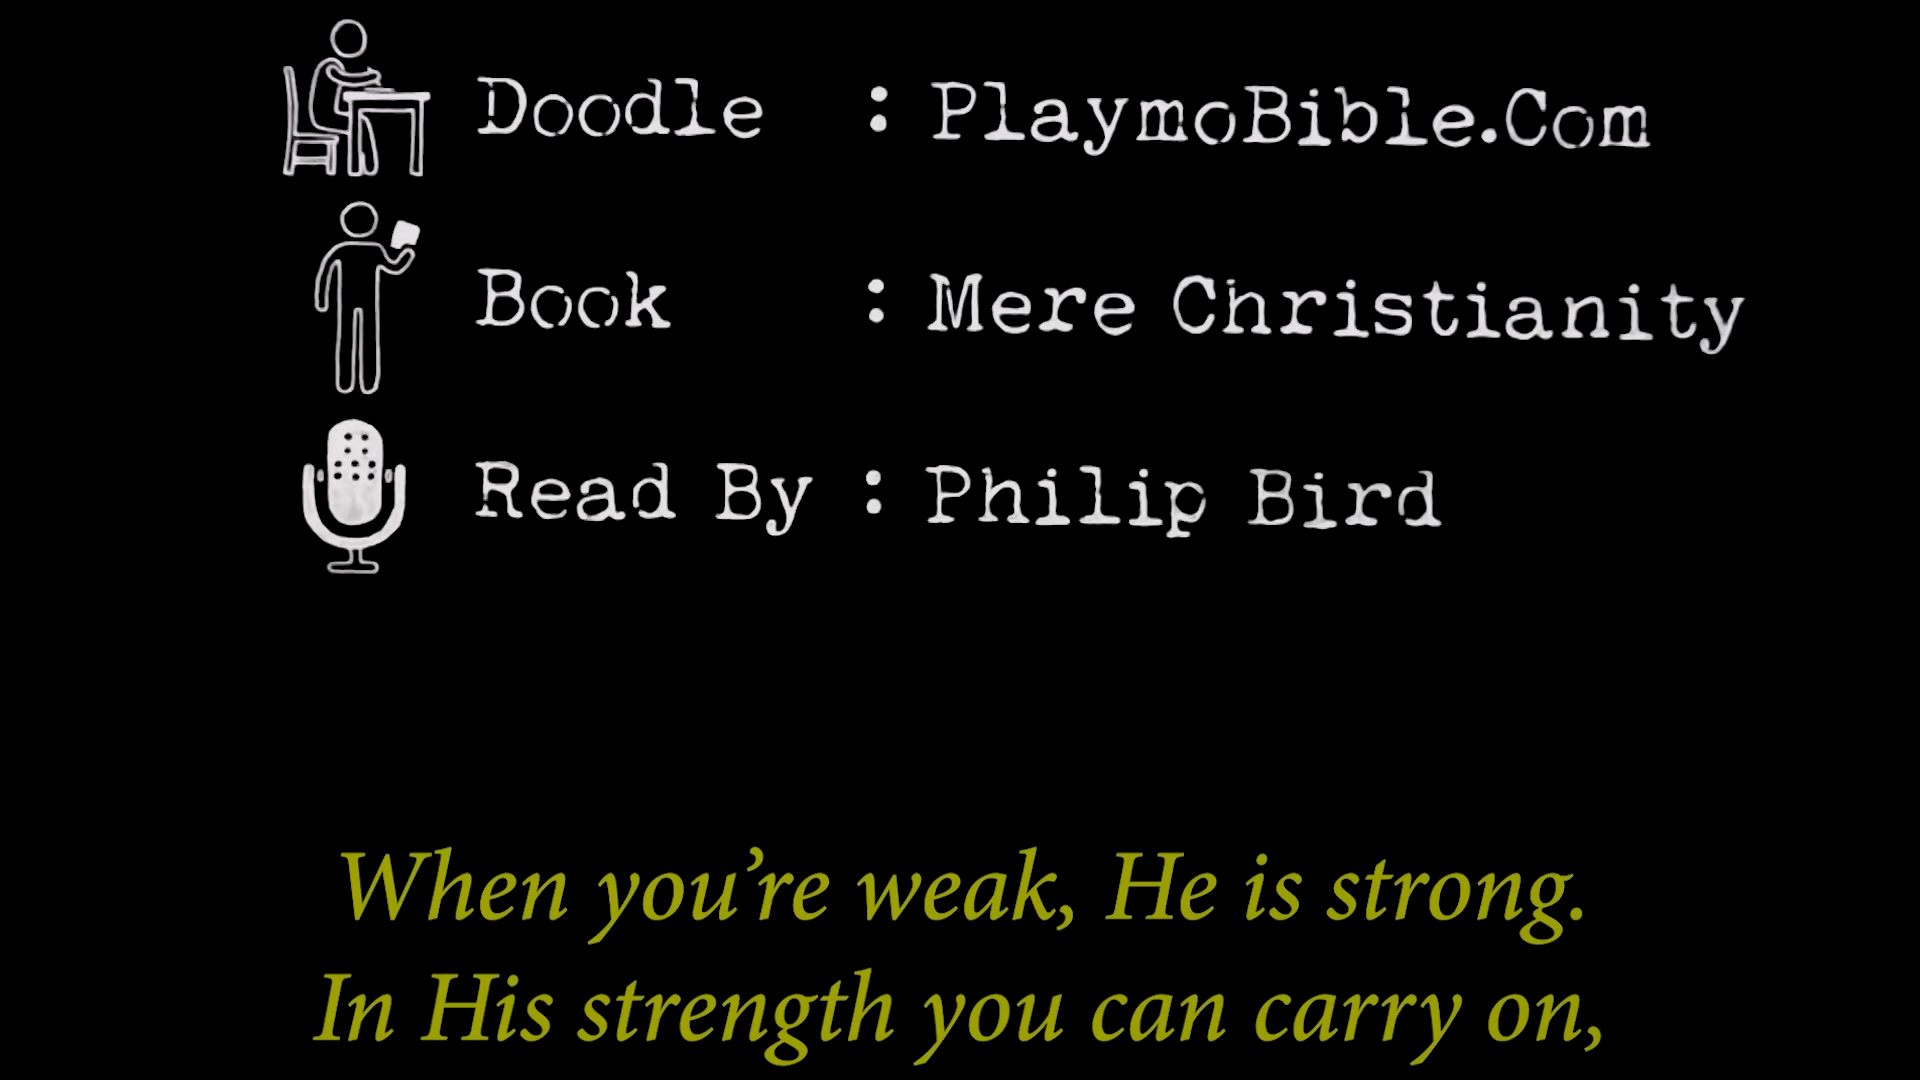 Doodle : PlaymoBible.Com
Book : Mere Christianity
Read By : Philip Bird
When you’re weak, He is strong.
In His strength you can carry on,